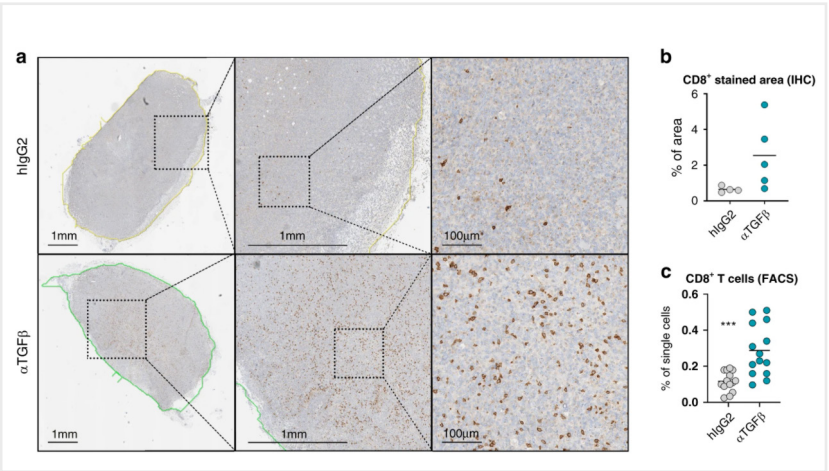 a
hIgG2
1mm
1mm
100μm
αTGFβ
1mm
1mm
100μm
b
CD8⁺ stained area (IHC)
% of area
6
4
2
0
hIgG2
αTGFβ
c
CD8⁺ T cells (FACS)
% of single cells
0.6
0.4
0.2
0.0
***
hIgG2
αTGFβ